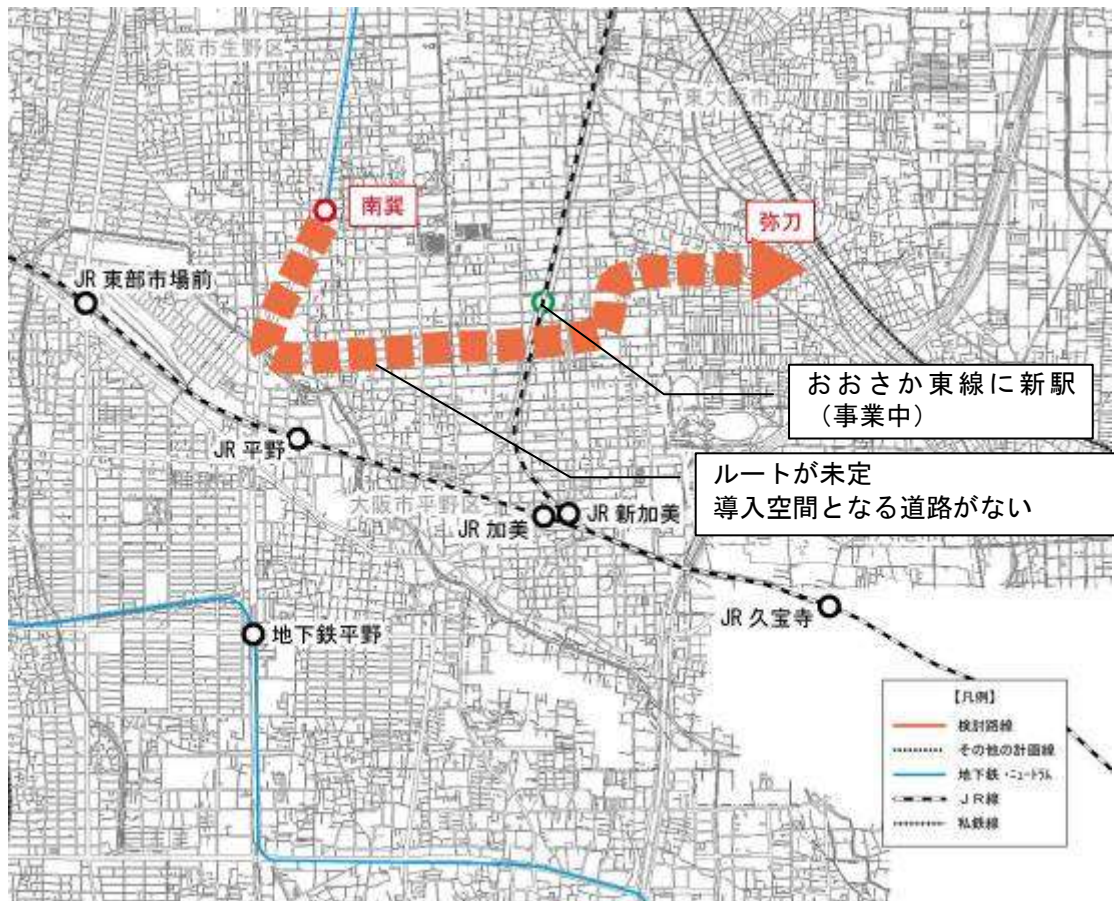 大阪市生野区
東大阪市
南巽
弥刀
JR 東部市場前
おおさか東線に新駅
（事業中）
JR 平野
ルートが未定
導入空間となる道路がない
大阪市平野区
JR 加美
JR 新加美
JR 久宝寺
地下鉄平野
【凡例】
検討路線
その他の計画線
地下鉄・ニュートラム
ＪＲ線
私鉄線